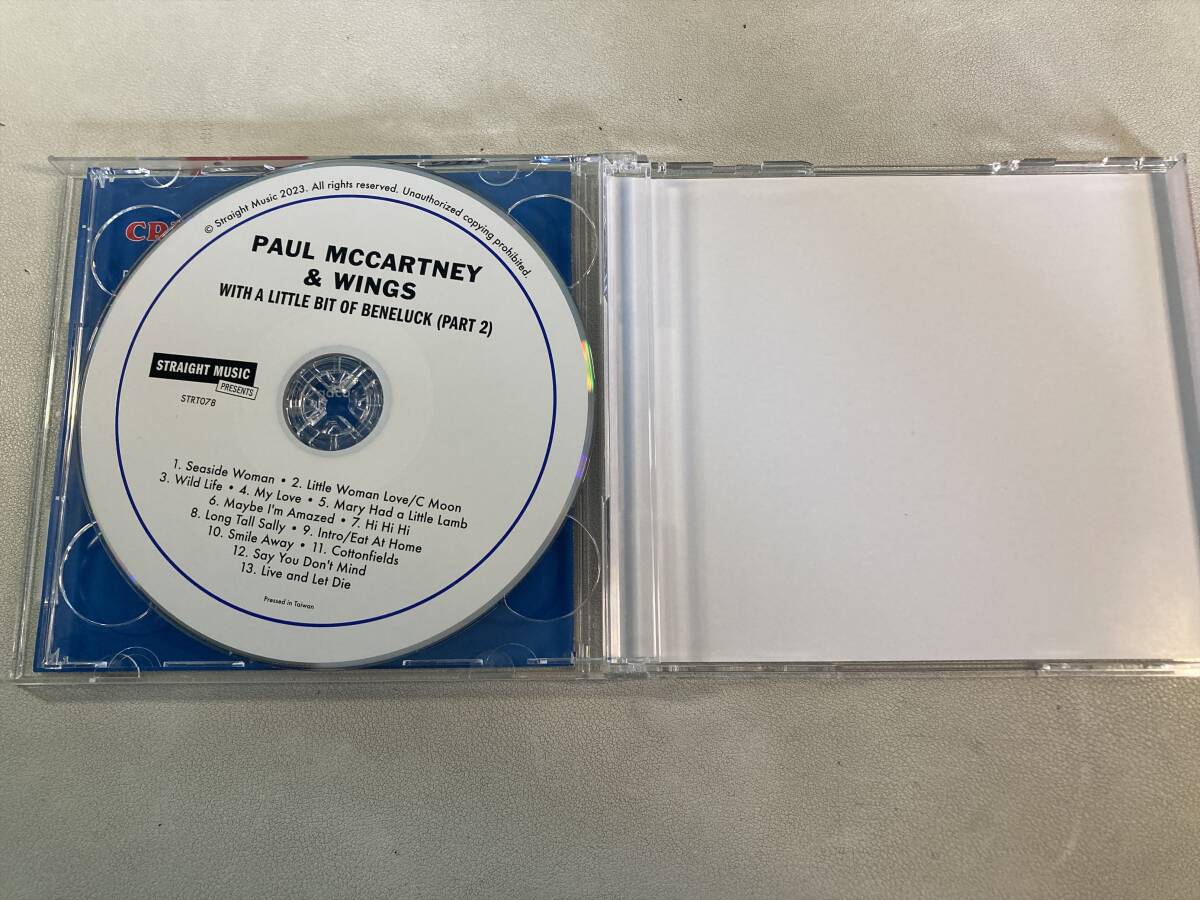 © Straight Music 2023. All rights reserved. Unauthorized copying prohibited.
PAUL MCCARTNEY
& WINGS
WITH A LITTLE BIT OF BENELUCK (PART 2)
STRAIGHT MUSIC
PRESENTS
STRT078
1. Seaside Woman • 2. Little Woman Love/C Moon
3. Wild Life • 4. My Love • 5. Mary Had a Little Lamb
6. Maybe I'm Amazed • 7. Hi Hi Hi
8. Long Tall Sally • 9. Intro/Eat At Home
10. Smile Away • 11. Cottonfields
12. Say You Don't Mind
13. Live and Let Die
Pressed in Taiwan